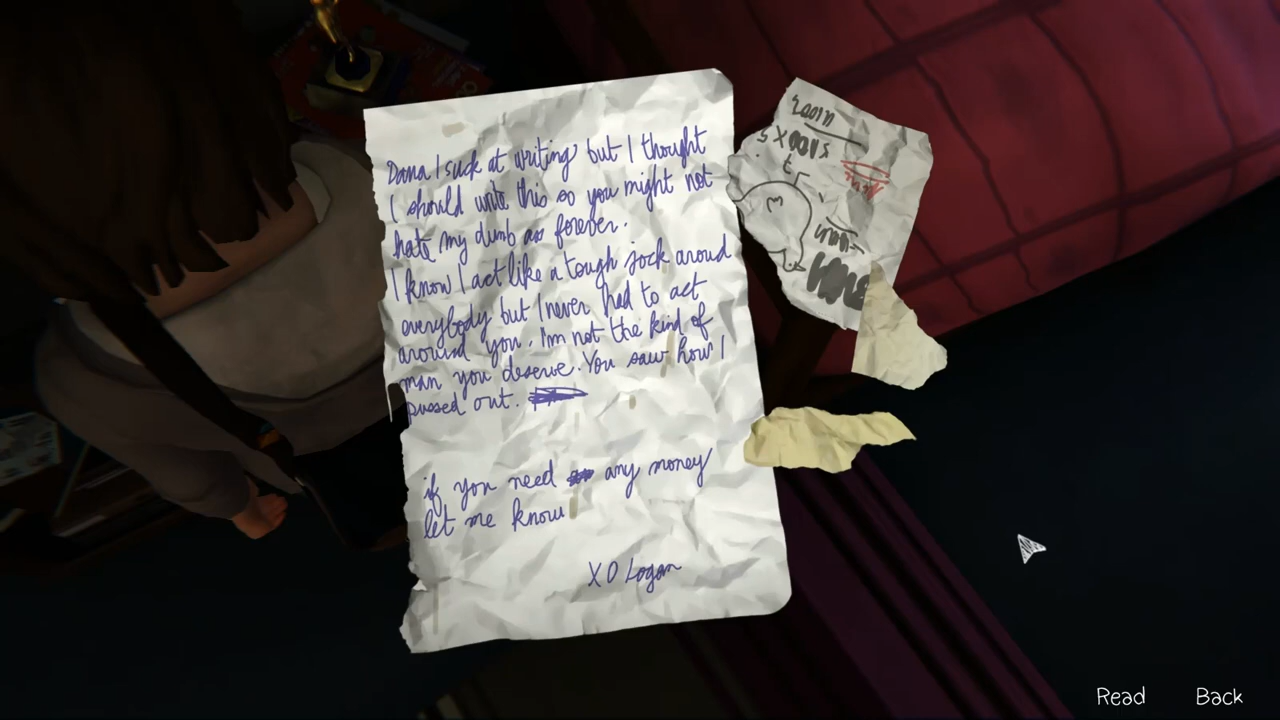 Dana I suck at writing but I thought
I should write this so you might not
hate my dumb ass forever.
I know I act like a tough jock aroud
everybody but I never had to act
around you. I'm not the kind of
man you deserve. You saw how I
pussed out.
if you need any money
let me know
XO Logan
Read
Back